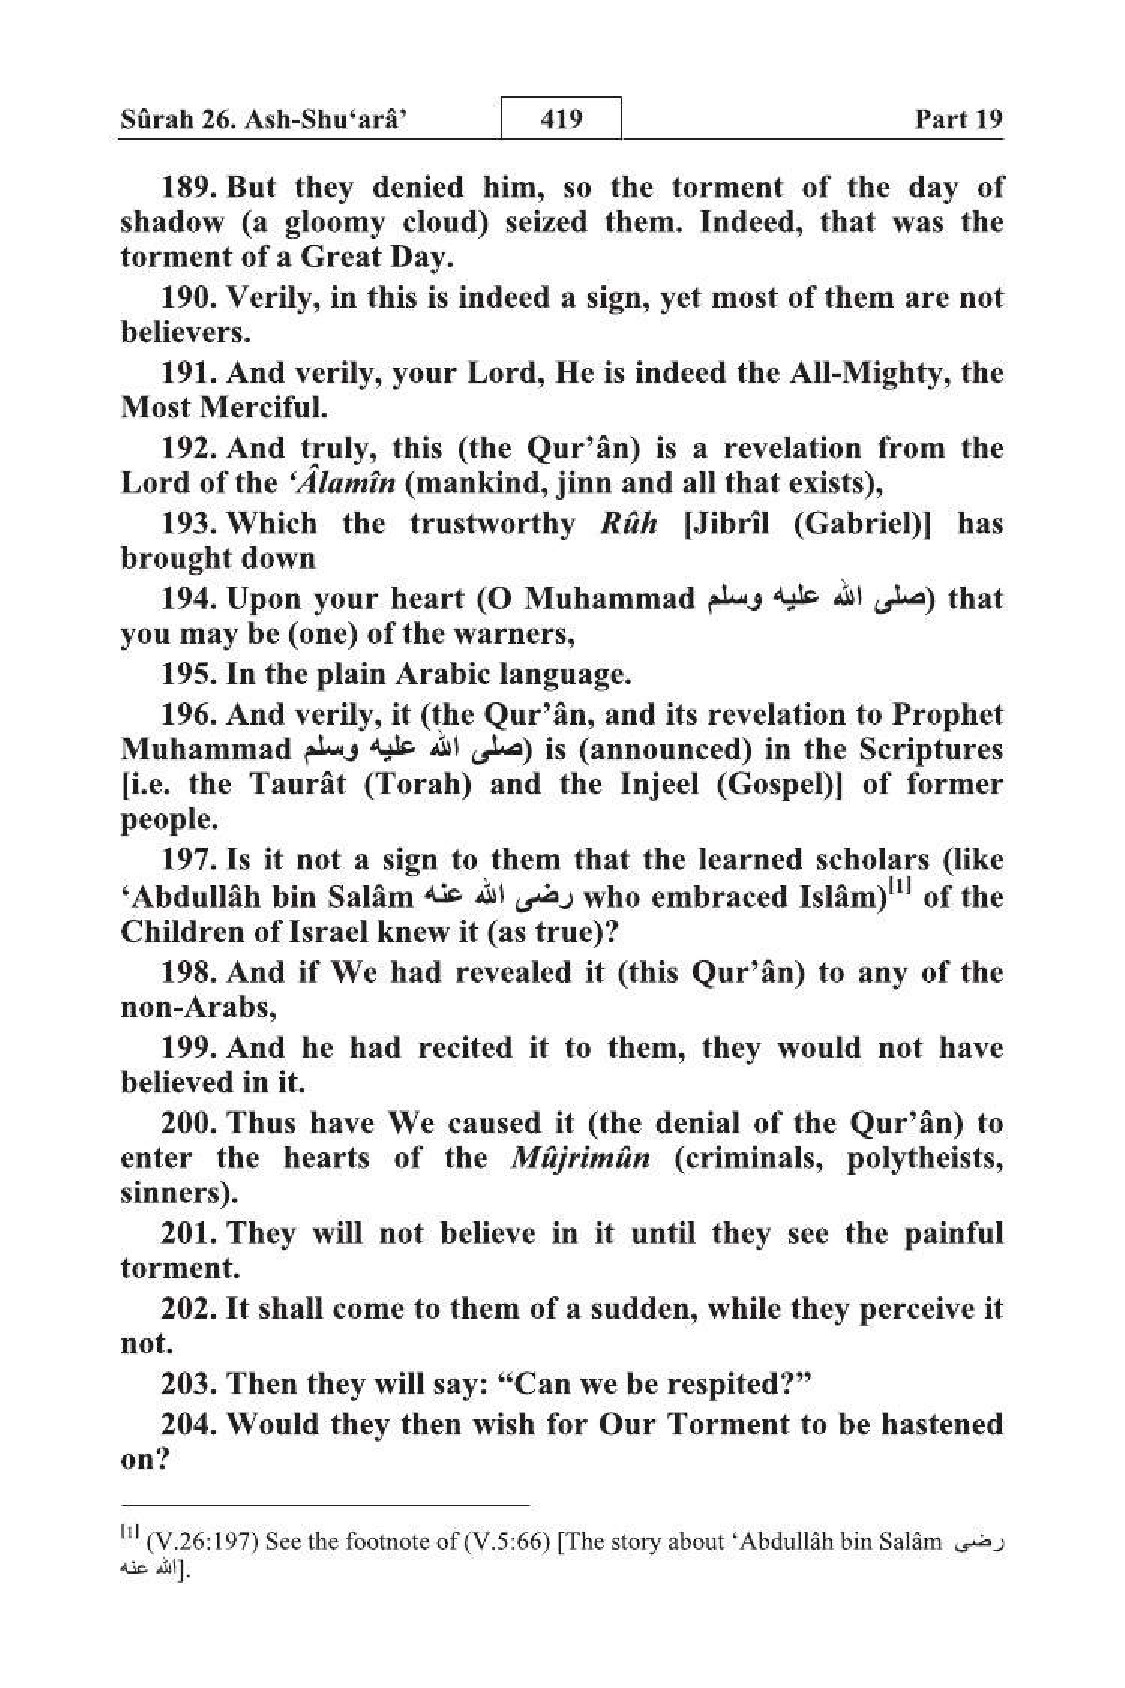 Sûrah 26. Ash-Shu‘arâ’ 419 Part 19
189. But they denied him, so the torment of the day of
shadow (a gloomy cloud) seized them. Indeed, that was the
torment of a Great Day.
190. Verily, in this is indeed a sign, yet most of them are not
believers.
191. And verily, your Lord, He is indeed the All-Mighty, the
Most Merciful.
192. And truly, this (the Qur’ân) is a revelation from the
Lord of the ‘Âlamîn (mankind, jinn and all that exists),
193. Which the trustworthy Rûh [Jibrîl (Gabriel)] has
brought down
194. Upon your heart (O Muhammad صلى الله عليه وسلم) that
you may be (one) of the warners,
195. In the plain Arabic language.
196. And verily, it (the Qur’ân, and its revelation to Prophet
Muhammad صلى الله عليه وسلم) is (announced) in the Scriptures
[i.e. the Taurât (Torah) and the Injeel (Gospel)] of former
people.
197. Is it not a sign to them that the learned scholars (like
‘Abdullâh bin Salâm رضى الله عنه who embraced Islâm)[1] of the
Children of Israel knew it (as true)?
198. And if We had revealed it (this Qur’ân) to any of the
non-Arabs,
199. And he had recited it to them, they would not have
believed in it.
200. Thus have We caused it (the denial of the Qur’ân) to
enter the hearts of the Mûjrimûn (criminals, polytheists,
sinners).
201. They will not believe in it until they see the painful
torment.
202. It shall come to them of a sudden, while they perceive it
not.
203. Then they will say: “Can we be respited?”
204. Would they then wish for Our Torment to be hastened
on?
[1] (V.26:197) See the footnote of (V.5:66) [The story about ‘Abdullâh bin Salâm رضى
الله عنه].